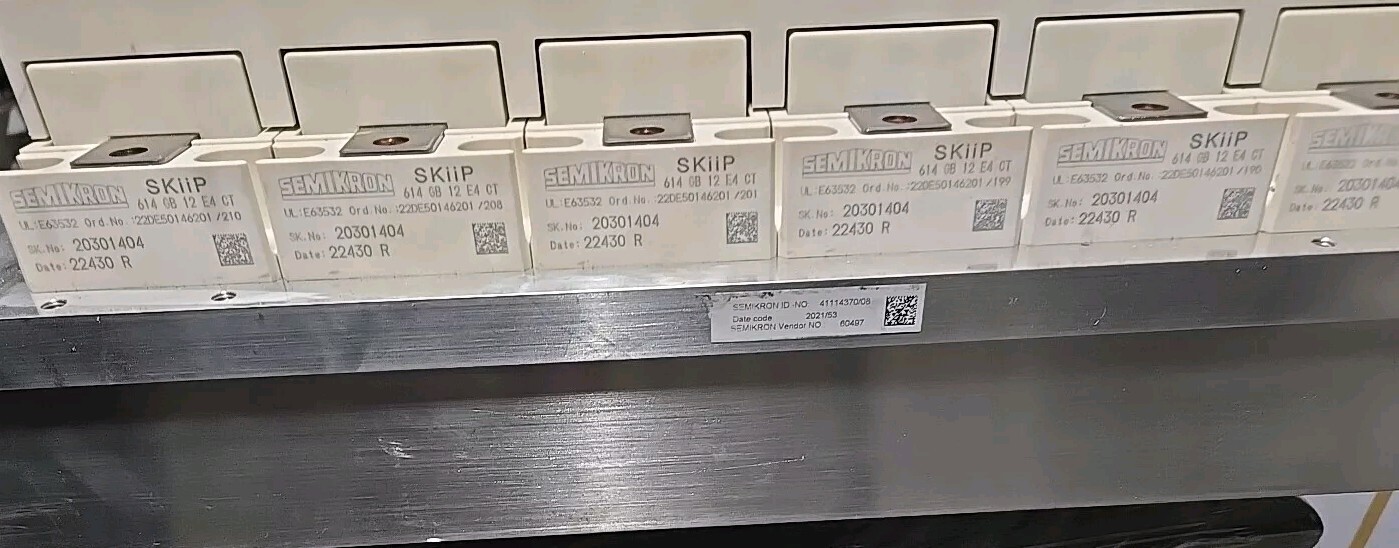 SEMIKRON SKiiP
614 GB 12 E4 CT
UL:E63532 Ord.No.:22DE50146201 /210
SK.No: 20301404
Date: 22430 R
SEMIKRON SKiiP
614 GB 12 E4 CT
UL:E63532 Ord.No.:22DE50146201 /208
SK.No: 20301404
Date: 22430 R
SEMIKRON SKiiP
614 GB 12 E4 CT
UL:E63532 Ord.No.:22DE50146201 /201
SK.No: 20301404
Date: 22430 R
SEMIKRON SKiiP
614 GB 12 E4 CT
UL:E63532 Ord.No.:22DE50146201 /199
SK.No: 20301404
Date: 22430 R
SEMIKRON SKiiP
614 GB 12 E4 CT
UL:E63532 Ord.No.:22DE50146201 /190
SK.No: 20301404
Date: 22430 R
SEMIKRON
UL:E63532 Ord.
SK.No: 2030140
Date: 22430 R
SEMIKRON ID.-NO: 41114370/08
Date code 2021/53
SEMIKRON Vendor NO. 60497